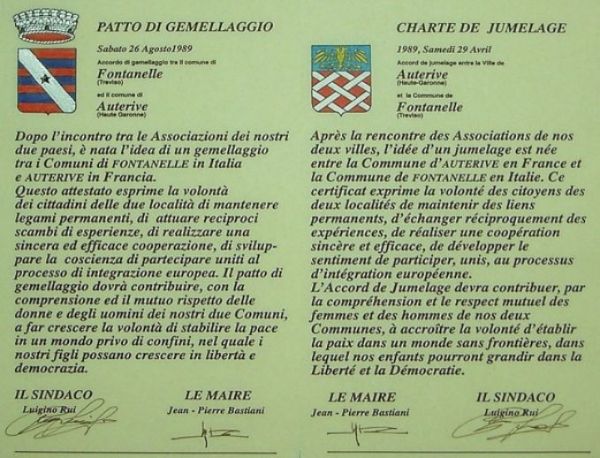 PATTO DI GEMELLAGGIO
Sabato 26 Agosto1989
Accordo di gemellaggio tra il comune di
Fontanelle
(Treviso)
ed il comune di
Auterive
(Haute Garonne)
Dopo l'incontro tra le Associazioni dei nostri
due paesi, è nata l'idea di un gemellaggio
tra i Comuni di FONTANELLE in Italia
e AUTERIVE in Francia.
Questo attestato esprime la volontà
dei cittadini delle due località di mantenere
legami permanenti, di attuare reciproci
scambi di esperienze, di realizzare una
sincera ed efficace cooperazione, di svilup-
pare la coscienza di partecipare uniti al
processo di integrazione europea. Il patto di
gemellaggio dovrà contribuire, con la
comprensione ed il mutuo rispetto delle
donne e degli uomini dei nostri due Comuni,
a far crescere la volontà di stabilire la pace
in un mondo privo di confini, nel quale i
nostri figli possano crescere in libertà e
democrazia.
IL SINDACO LE MAIRE
Luigino Rui Jean - Pierre Bastiani
CHARTE DE JUMELAGE
1989, Samedi 29 Avril
Accord de jumelage entre la Ville de
Auterive
(Haute-Garonne)
et la Commune de
Fontanelle
(Treviso)
Après la rencontre des Associations de nos
deux villes, l'idée d'un jumelage est née
entre la Commune d'AUTERIVE en France et
la Commune de FONTANELLE en Italie. Ce
certificat exprime la volonté des citoyens des
deux localités de maintenir des liens
permanents, d'échanger réciproquement des
expériences, de réaliser une coopération
sincère et efficace, de développer le
sentiment de participer, unis, au processus
d'intégration européenne.
L'Accord de Jumelage devra contribuer, par
la compréhension et le respect mutuel des
femmes et des hommes de nos deux
Communes, à accroître la volonté d'établir
la paix dans un monde sans frontières, dans
lequel nos enfants pourront grandir dans la
Liberté et la Démocratie.
LE MAIRE IL SINDACO
Jean - Pierre Bastiani Luigino Rui